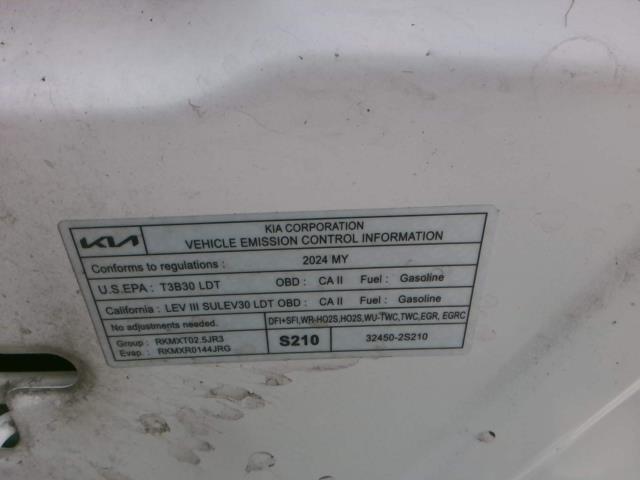 KIA CORPORATION
KIA VEHICLE EMISSION CONTROL INFORMATION
Conforms to regulations : 2024 MY
U.S.EPA : T3B30 LDT OBD : CA II Fuel : Gasoline
California : LEV III SULEV30 LDT OBD : CA II Fuel : Gasoline
No adjustments needed. DFI+SFI,WR-HO2S,HO2S,WU-TWC,TWC,EGR, EGRC
Group : RKMXT02.5JR3 S210 32450-2S210
Evap. : RKMXR0144JRG